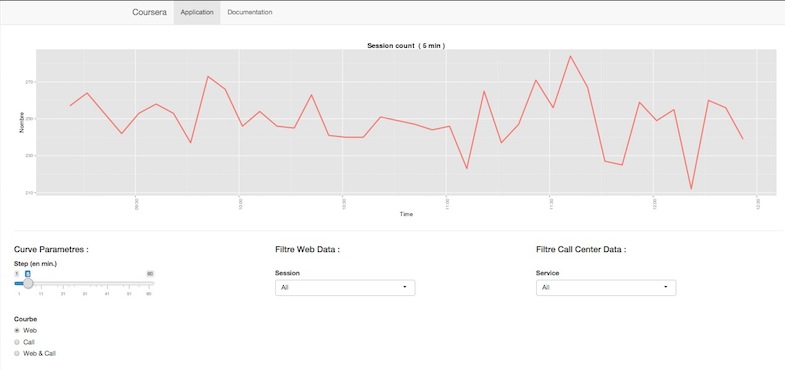 Coursera Application Documentation
Session count ( 5 min )
Nombre
270
250
230
210
09:30 10:00 10:30 11:00 11:30 12:00 12:30
Time
Curve Parametres : Filtre Web Data : Filtre Call Center Data :
Step (en min.) Session Service
1 5 60
All All
1 11 21 31 41 51 60
Courbe
Web
Call
Web & Call